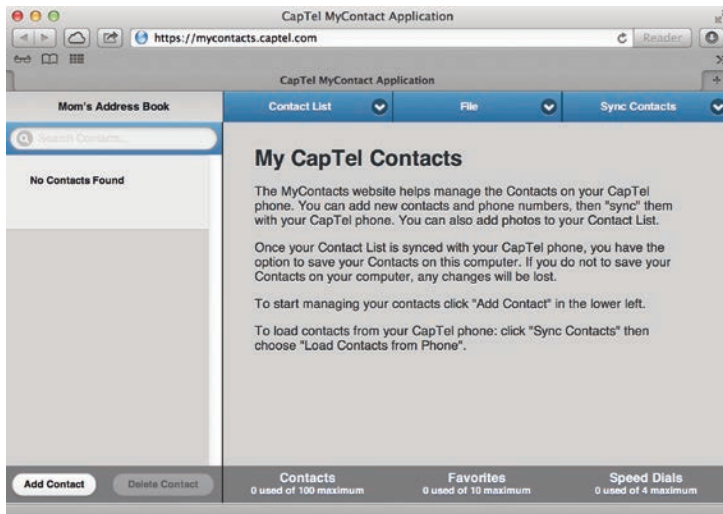 CapTel MyContact Application
https://mycontacts.captel.com
Reader
CapTel MyContact Application
Mom's Address Book
Contact List
File
Sync Contacts
Search Contacts...
No Contacts Found
My CapTel Contacts
The MyContacts website helps manage the Contacts on your CapTel
phone. You can add new contacts and phone numbers, then "sync" them
with your CapTel phone. You can also add photos to your Contact List.
Once your Contact List is synced with your CapTel phone, you have the
option to save your Contacts on this computer. If you do not to save your
Contacts on your computer, any changes will be lost.
To start managing your contacts click "Add Contact" in the lower left.
To load contacts from your CapTel phone: click "Sync Contacts" then
choose "Load Contacts from Phone".
Add Contact
Delete Contact
Contacts
0 used of 100 maximum
Favorites
0 used of 10 maximum
Speed Dials
0 used of 4 maximum